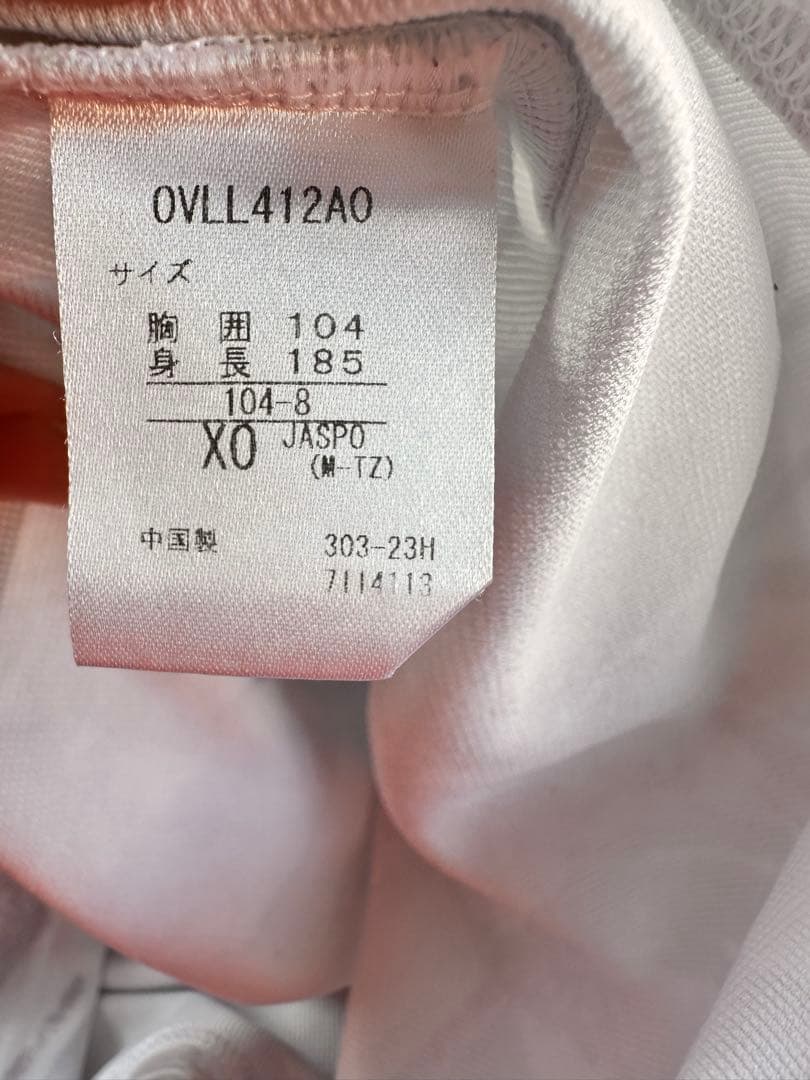 OVLL412A0
サイズ
胸 囲 104
身 長 185
104-8
XO JASPO
(M-TZ)
中国製 303-23H
7114113